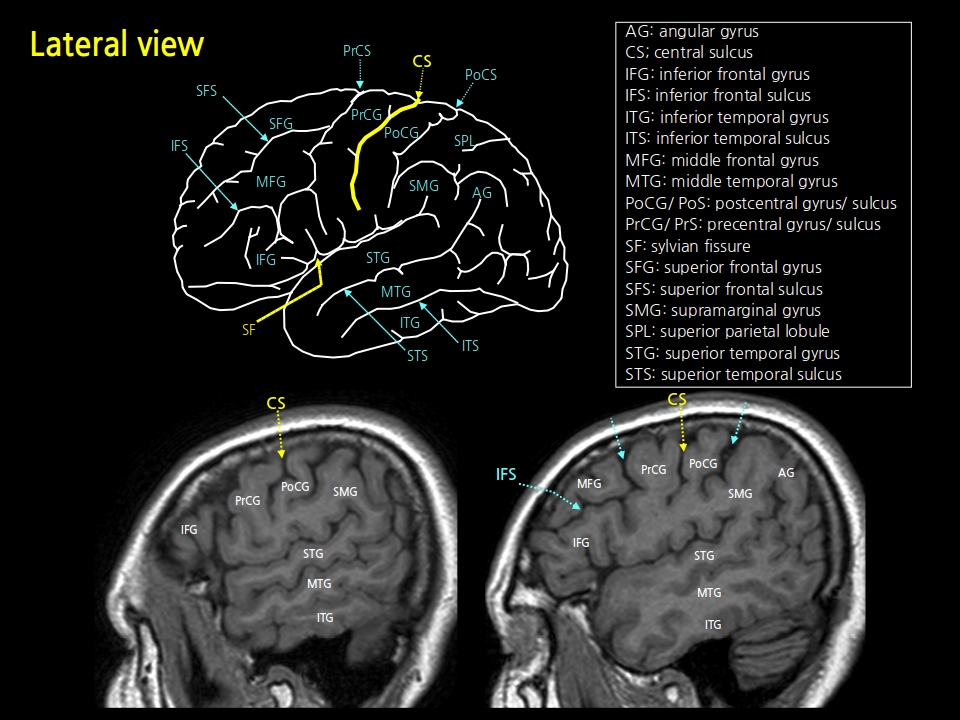 Lateral view
PrCS
CS
PoCS
SFS
SFG
PrCG
PoCG
SPL
IFS
MFG
SMG
AG
IFG
STG
MTG
ITG
SF
STS
ITS
AG: angular gyrus
CS; central sulcus
IFG: inferior frontal gyrus
IFS: inferior frontal sulcus
ITG: inferior temporal gyrus
ITS: inferior temporal sulcus
MFG: middle frontal gyrus
MTG: middle temporal gyrus
PoCG/ PoS: postcentral gyrus/ sulcus
PrCG/ PrS: precentral gyrus/ sulcus
SF: sylvian fissure
SFG: superior frontal gyrus
SFS: superior frontal sulcus
SMG: supramarginal gyrus
SPL: superior parietal lobule
STG: superior temporal gyrus
STS: superior temporal sulcus
CS
PoCG
SMG
PrCG
IFG
STG
MTG
ITG
CS
IFS
MFG
PrCG
PoCG
AG
SMG
IFG
STG
MTG
ITG